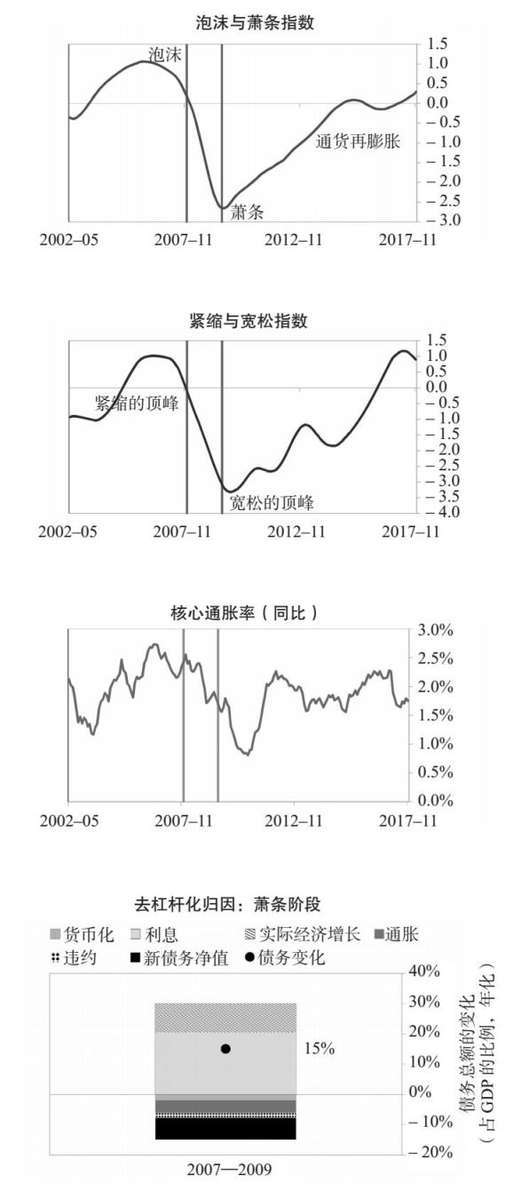 泡沫与萧条指数
1.5
泡沫
1.0
0.5
0.0
－0.5
通货再膨胀
－1.0
－1.5
－2.0
－2.5
萧条
－3.0
2002–05 2007–11 2012–11 2017–11
紧缩与宽松指数
1.5
1.0
0.5
0.0
紧缩的顶峰
－0.5
－1.0
－1.5
－2.0
－2.5
－3.0
－3.5
宽松的顶峰
－4.0
2002–05 2007–11 2012–11 2017–11
核心通胀率（同比）
3.0%
2.5%
2.0%
1.5%
1.0%
0.5%
0.0%
2002–05 2007–11 2012–11 2017–11
去杠杆化归因：萧条阶段
货币化 利息 实际经济增长 通胀
违约 新债务净值 债务变化
40%
30%
20%
15%
10%
0%
－10%
－20%
债务总额的变化
（占GDP的比例，年化）
2007—2009